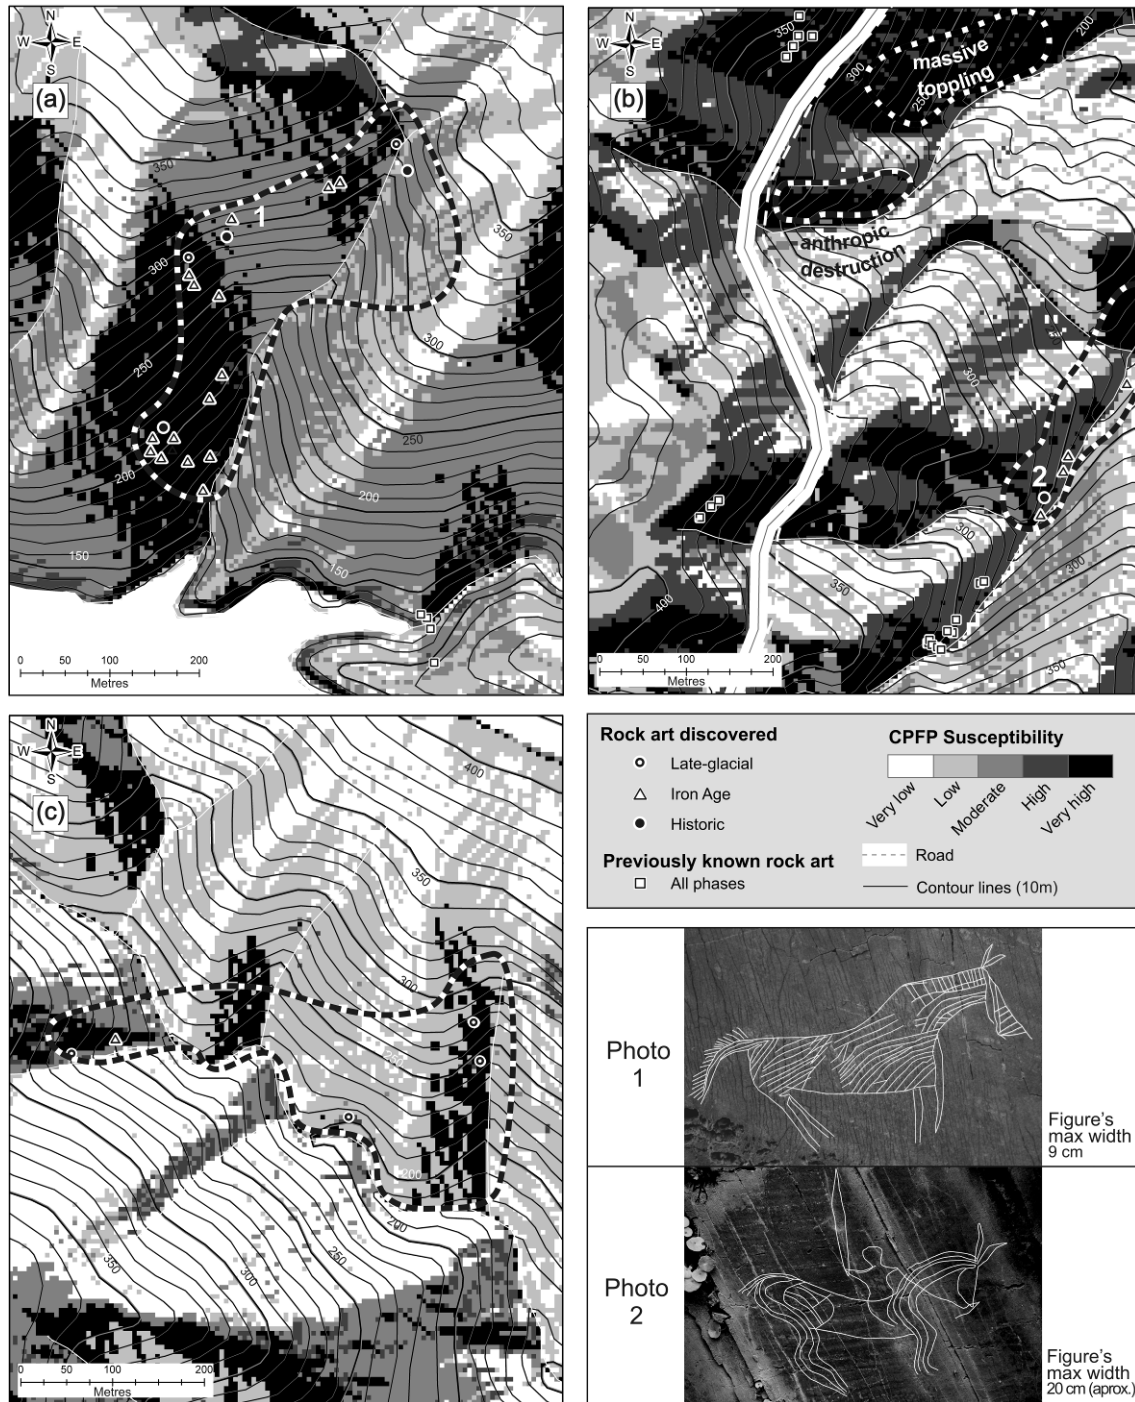 N
W E
S
(a)
350
1
350
300
300
250
250
200
200
150
150
0 50 100 200
Metres
N
W E
S
(b)
350
200
massive
toppling
300
250
anthropic
destruction
300
2
300
300
350
400
350
0 50 100 200
Metres
N
W E
S
(c)
400
350
300
250
200
200
250
300
350
0 50 100 200
Metres
Rock art discovered
Late-glacial
Iron Age
Historic
Previously known rock art
All phases
CPFP Susceptibility
Very low
Low
Moderate
High
Very high
Road
Contour lines (10m)
Photo
1
Figure's
max width
9 cm
Photo
2
Figure's
max width
20 cm (aprox.)